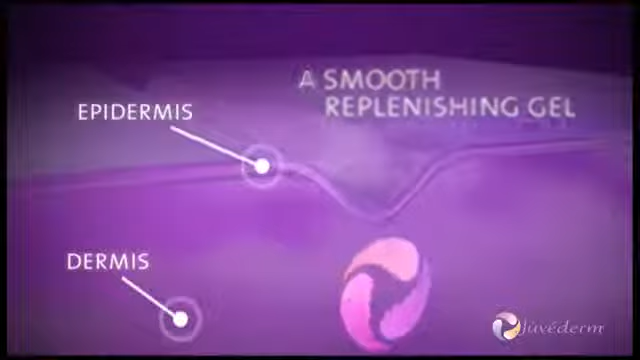 A SMOOTH
REPLENISHING GEL
EPIDERMIS
DERMIS
Juvéderm